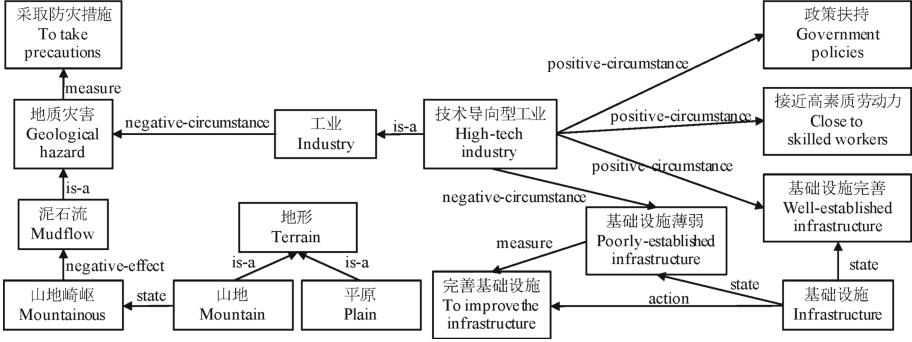 采取防灾措施
To take
precautions
measure
地质灾害
Geological
hazard
is-a
泥石流
Mudflow
negative-effect
山地崎岖
Mountainous
state
山地
Mountain
is-a
地形
Terrain
is-a
平原
Plain
negative-circumstance
工业
Industry
is-a
技术导向型工业
High-tech
industry
positive-circumstance
政策扶持
Government
policies
positive-circumstance
接近高素质劳动力
Close to
skilled workers
positive-circumstance
基础设施完善
Well-established
infrastructure
negative-circumstance
基础设施薄弱
Poorly-established
infrastructure
measure
完善基础设施
To improve the
infrastructure
action
state
state
基础设施
Infrastructure